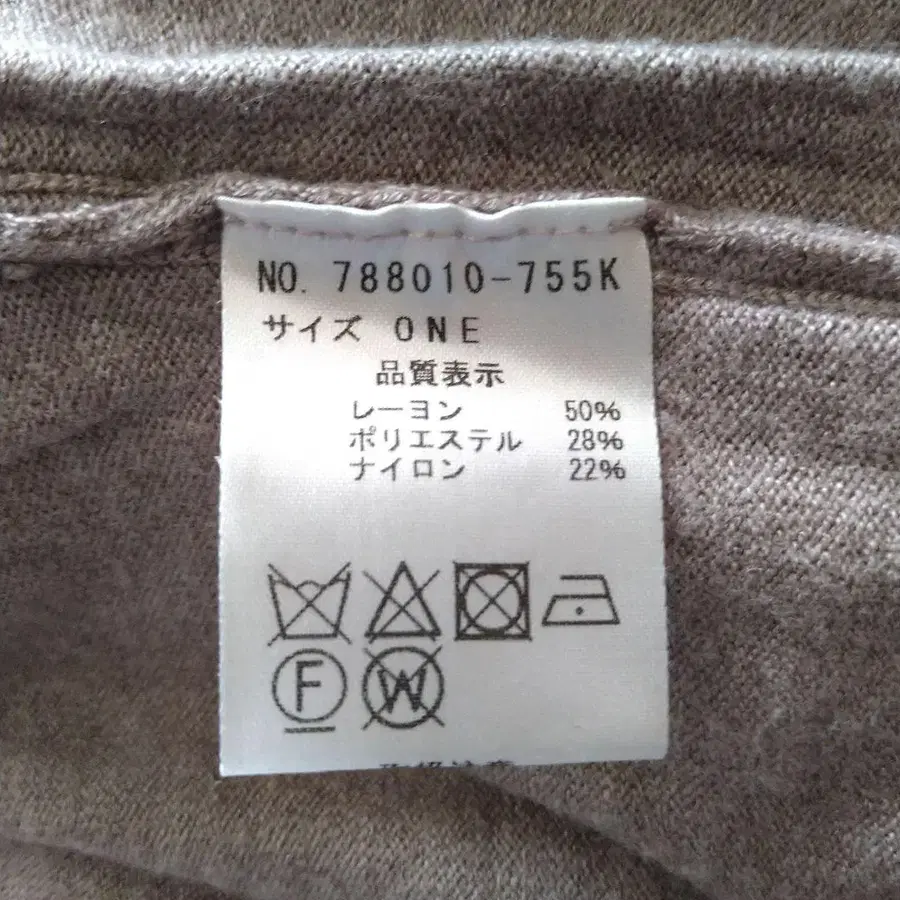 NO. 788010-755K
サイズ ONE
品質表示
レーヨン 50%
ポリエステル 28%
ナイロン 22%
F W